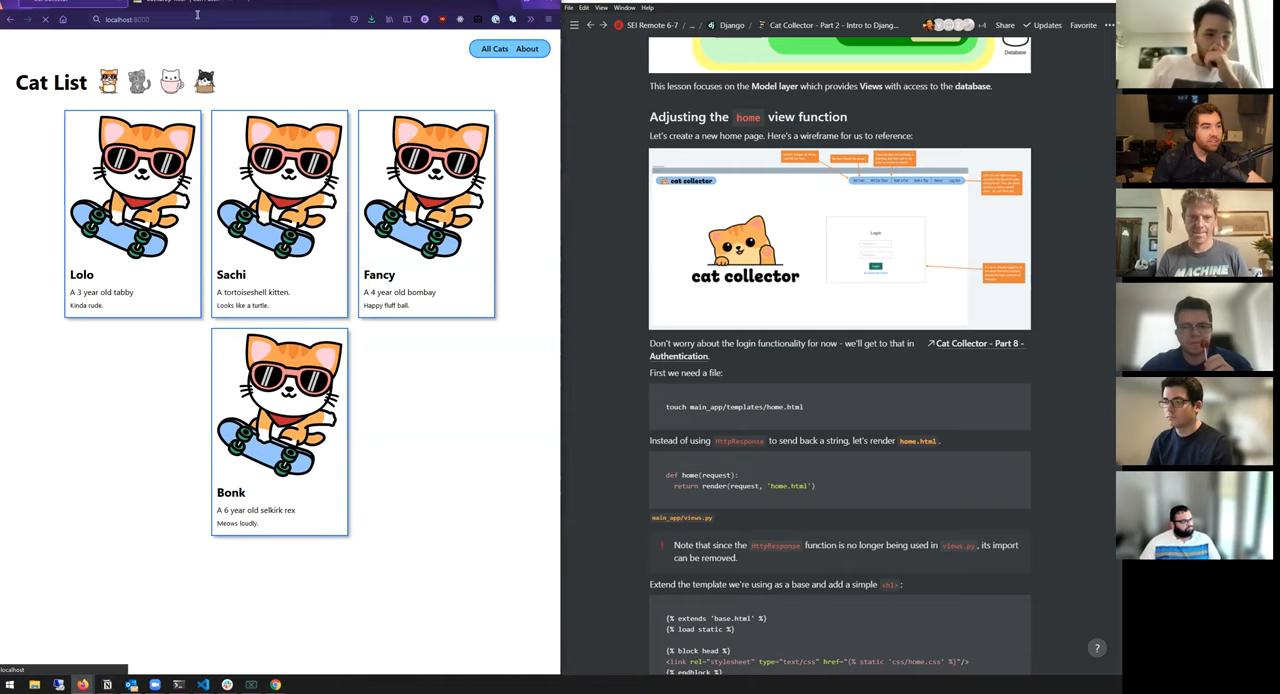 localhost:8000
All Cats About
Cat List
Lolo
A 3 year old tabby
Kinda rude.
Sachi
A tortoiseshell kitten.
Looks like a turtle.
Fancy
A 4 year old bombay
Happy fluff ball.
Bonk
A 6 year old selkirk rex
Meows loudly.
localhost
File Edit View Window Help
SEI Remote 6-7 / ... / Django / Cat Collector - Part 2 - Intro to Djang...
+4 Share Updates Favorite
Database
This lesson focuses on the Model layer which provides Views with access to the database.
Adjusting the home view function
Let's create a new home page. Here's a wireframe for us to reference:
cat collector
Login
cat collector
Don't worry about the login functionality for now - we'll get to that in Cat Collector - Part 8 -
Authentication.
First we need a file:
touch main_app/templates/home.html
Instead of using HttpResponse to send back a string, let's render home.html .
def home(request):
return render(request, 'home.html')
main_app/views.py
! Note that since the HttpResponse function is no longer being used in views.py, its import
can be removed.
Extend the template we're using as a base and add a simple <h1>:
{% extends 'base.html' %}
{% load static %}
{% block head %}
<link rel="stylesheet" type="text/css" href="{% static 'css/home.css' %}"/>
{% endblock %}
?
MACHINE